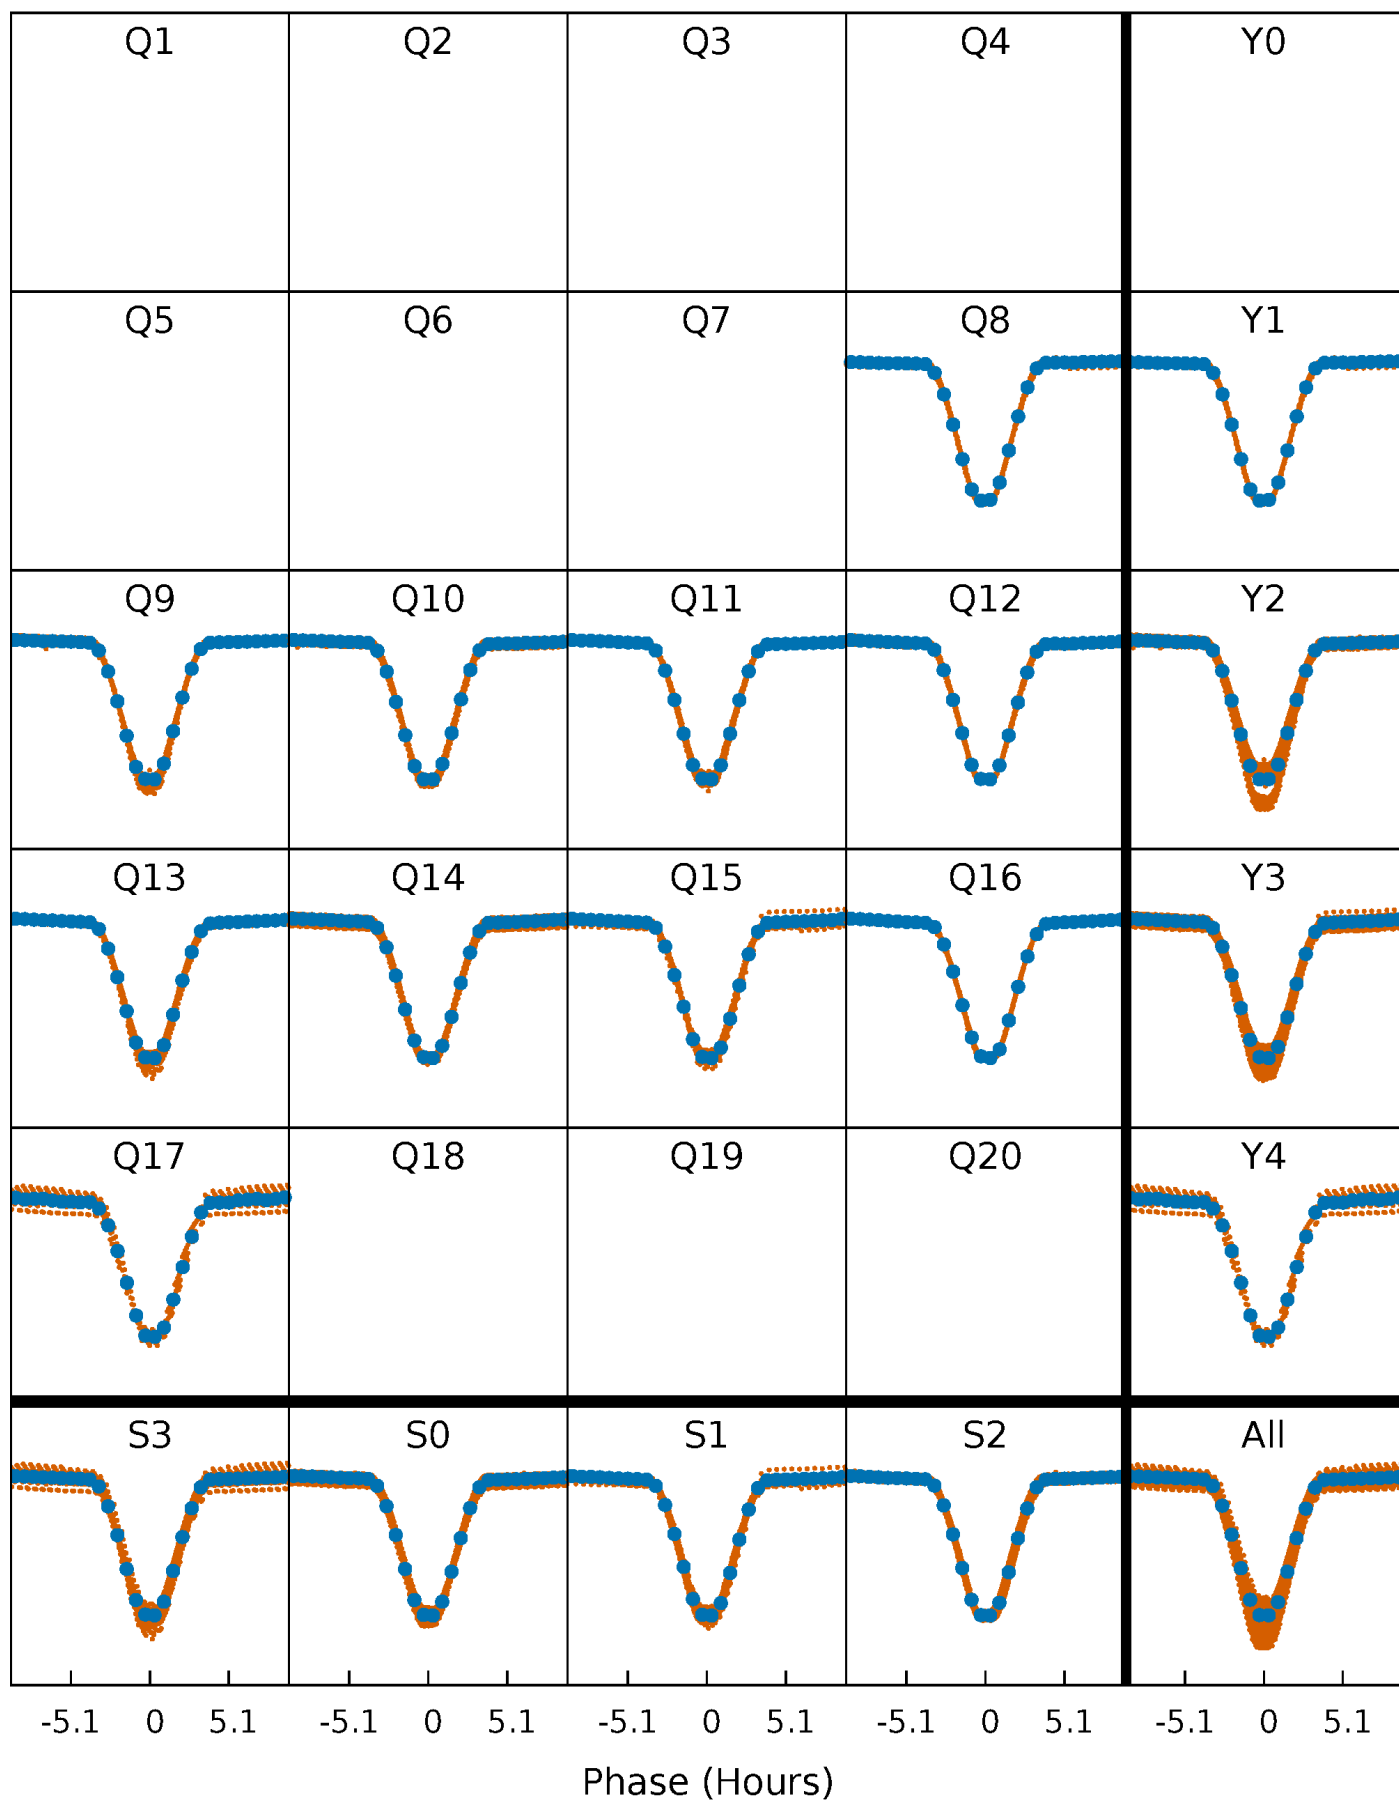 Q1 Q2 Q3 Q4 Y0
Q5 Q6 Q7 Q8 Y1
Q9 Q10 Q11 Q12 Y2
Q13 Q14 Q15 Q16 Y3
Q17 Q18 Q19 Q20 Y4
S3 S0 S1 S2 All
-5.1 0 5.1 -5.1 0 5.1 -5.1 0 5.1 -5.1 0 5.1 -5.1 0 5.1
Phase (Hours)